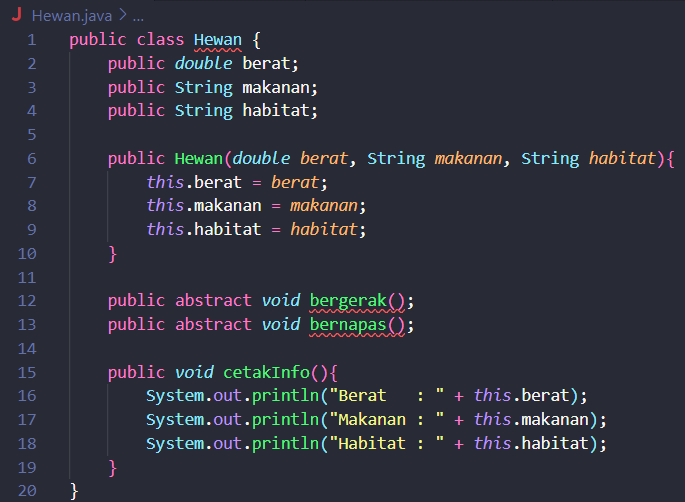 J Hewan.java > ...
1 public class Hewan {
2     public double berat;
3     public String makanan;
4     public String habitat;
5
6     public Hewan(double berat, String makanan, String habitat){
7         this.berat = berat;
8         this.makanan = makanan;
9         this.habitat = habitat;
10     }
11
12     public abstract void bergerak();
13     public abstract void bernapas();
14
15     public void cetakInfo(){
16         System.out.println("Berat   : " + this.berat);
17         System.out.println("Makanan : " + this.makanan);
18         System.out.println("Habitat : " + this.habitat);
19     }
20 }